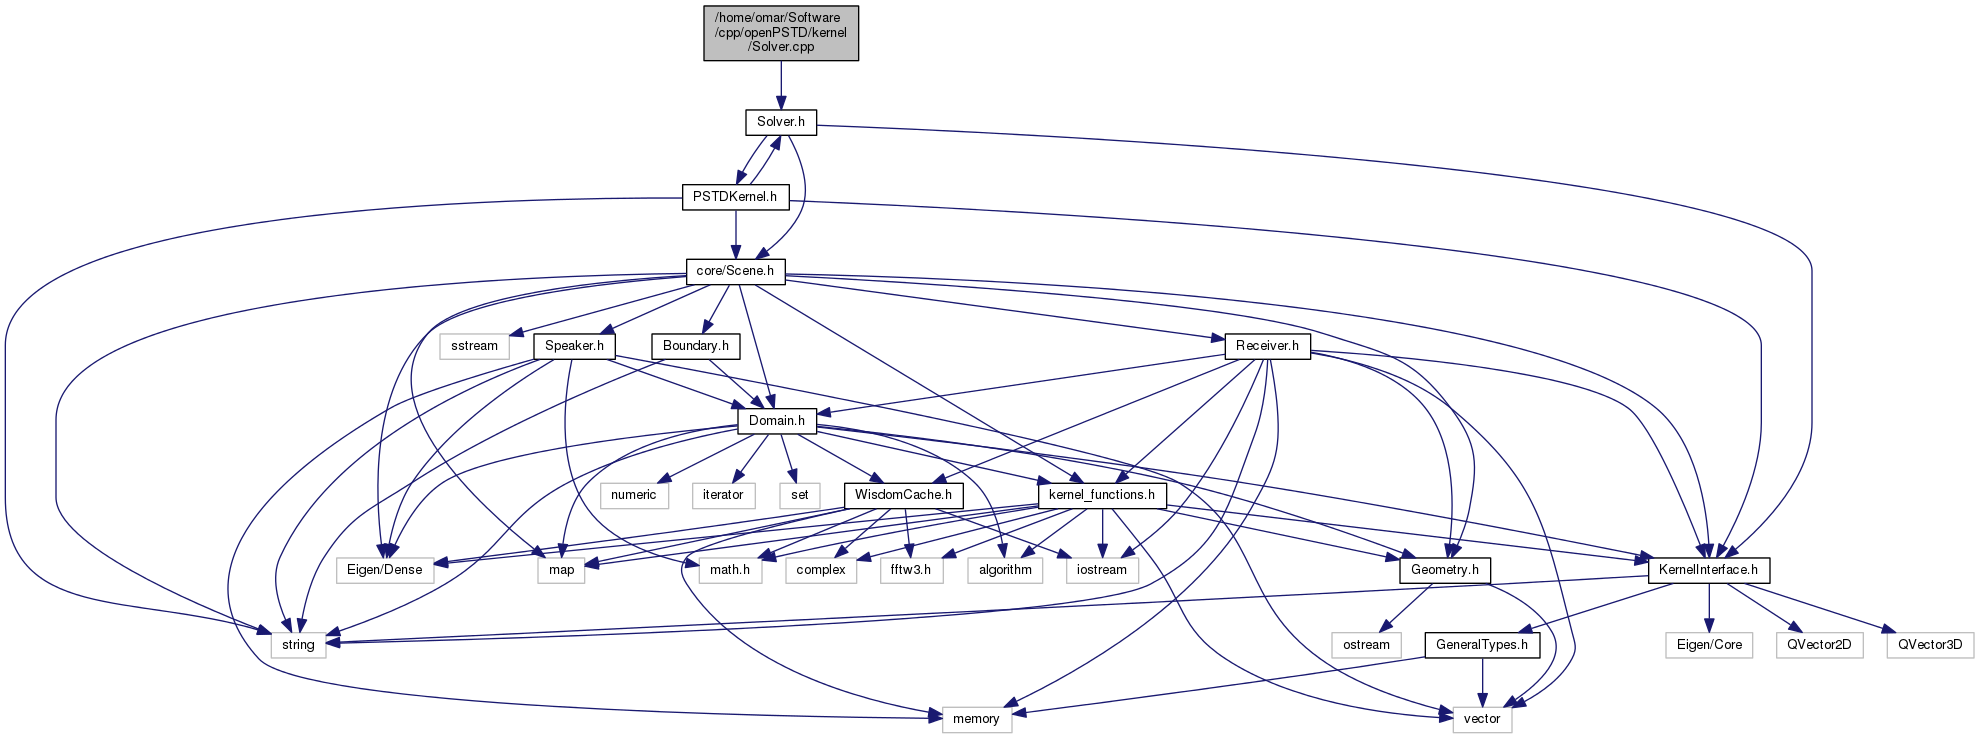 /home/omar/Software
/cpp/openPSTD/kernel
/Solver.cpp
Solver.h
PSTDKernel.h
core/Scene.h
sstream
Speaker.h
Boundary.h
Receiver.h
Domain.h
numeric
iterator
set
WisdomCache.h
kernel_functions.h
Eigen/Dense
map
math.h
complex
fftw3.h
algorithm
iostream
Geometry.h
KernelInterface.h
string
ostream
GeneralTypes.h
Eigen/Core
QVector2D
QVector3D
memory
vector